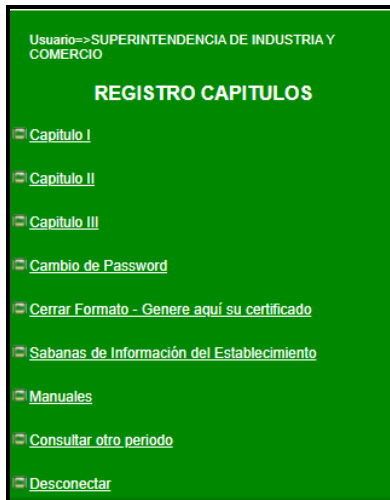 Usuario=>SUPERINTENDENCIA DE INDUSTRIA Y
COMERCIO
REGISTRO CAPITULOS
Capitulo I
Capitulo II
Capitulo III
Cambio de Password
Cerrar Formato - Genere aquí su certificado
Sabanas de Información del Establecimiento
Manuales
Consultar otro periodo
Desconectar